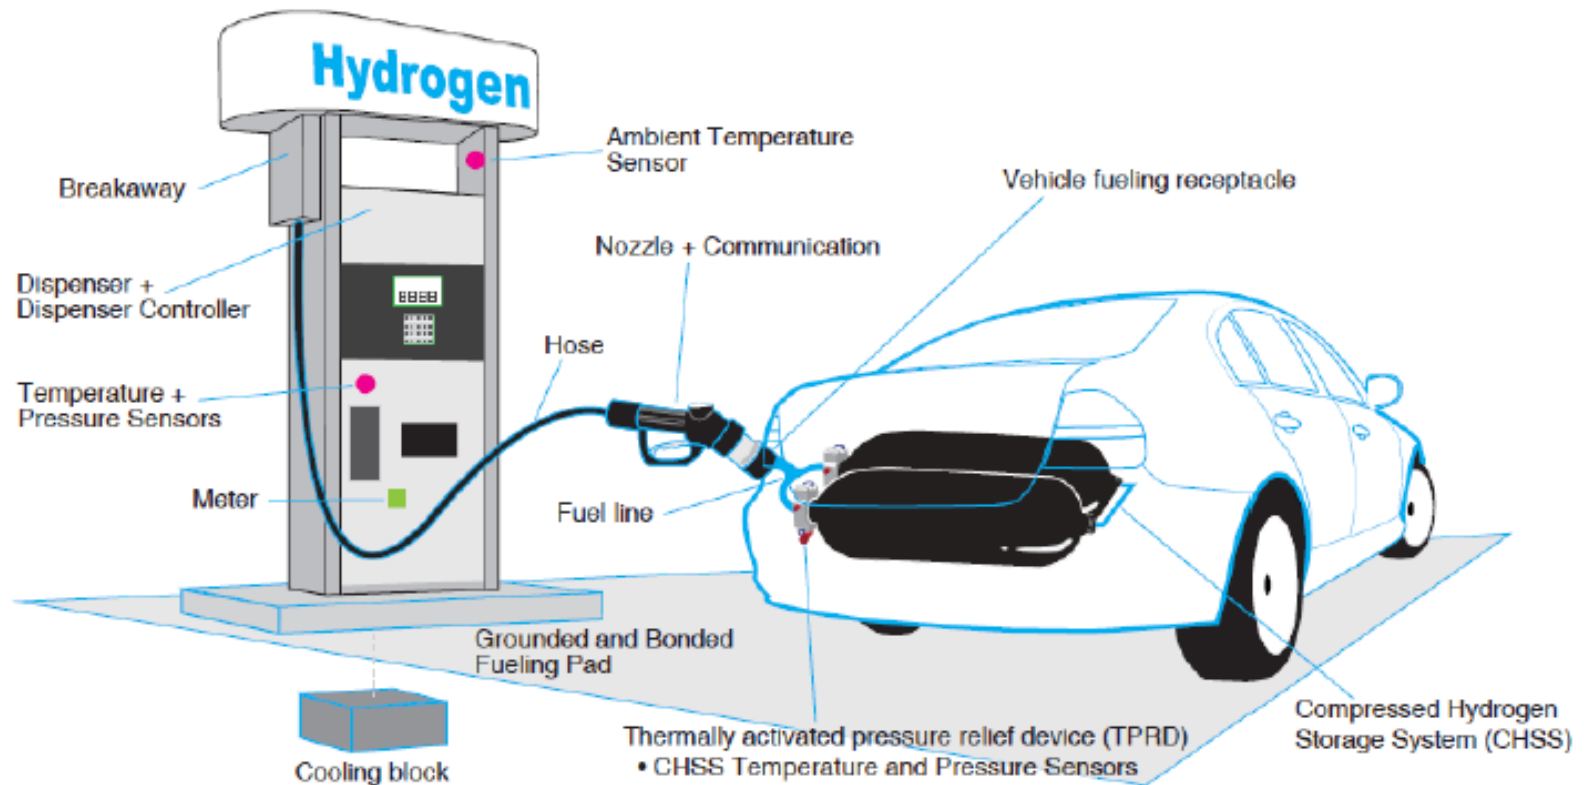 Hydrogen
Ambient Temperature
Sensor
Breakaway
Vehicle fueling receptacle
Nozzle + Communication
Dispenser +
Dispenser Controller
Hose
Temperature +
Pressure Sensors
Meter
Fuel line
Grounded and Bonded
Fueling Pad
Compressed Hydrogen
Storage System (CHSS)
Thermally activated pressure relief device (TPRD)
• CHSS Temperature and Pressure Sensors
Cooling block